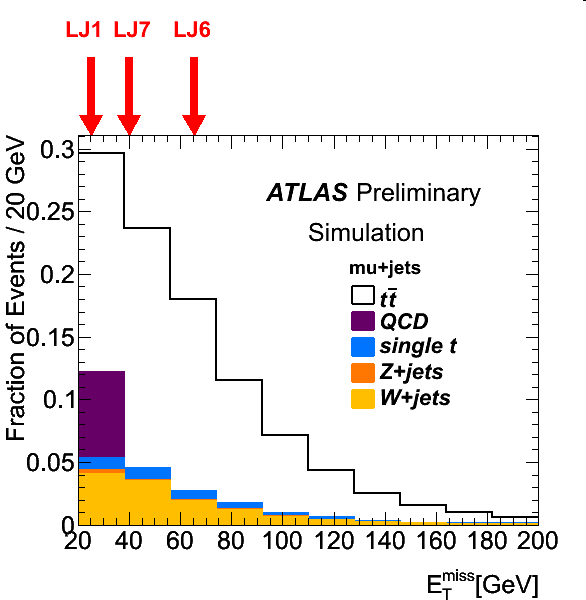 LJ1 LJ7 LJ6
0.3
0.25
0.2
0.15
0.1
0.05
0
Fraction of Events / 20 GeV
ATLAS Preliminary
Simulation
mu+jets
tt̄
QCD
single t
Z+jets
W+jets
20 40 60 80 100 120 140 160 180 200
E_T^miss[GeV]